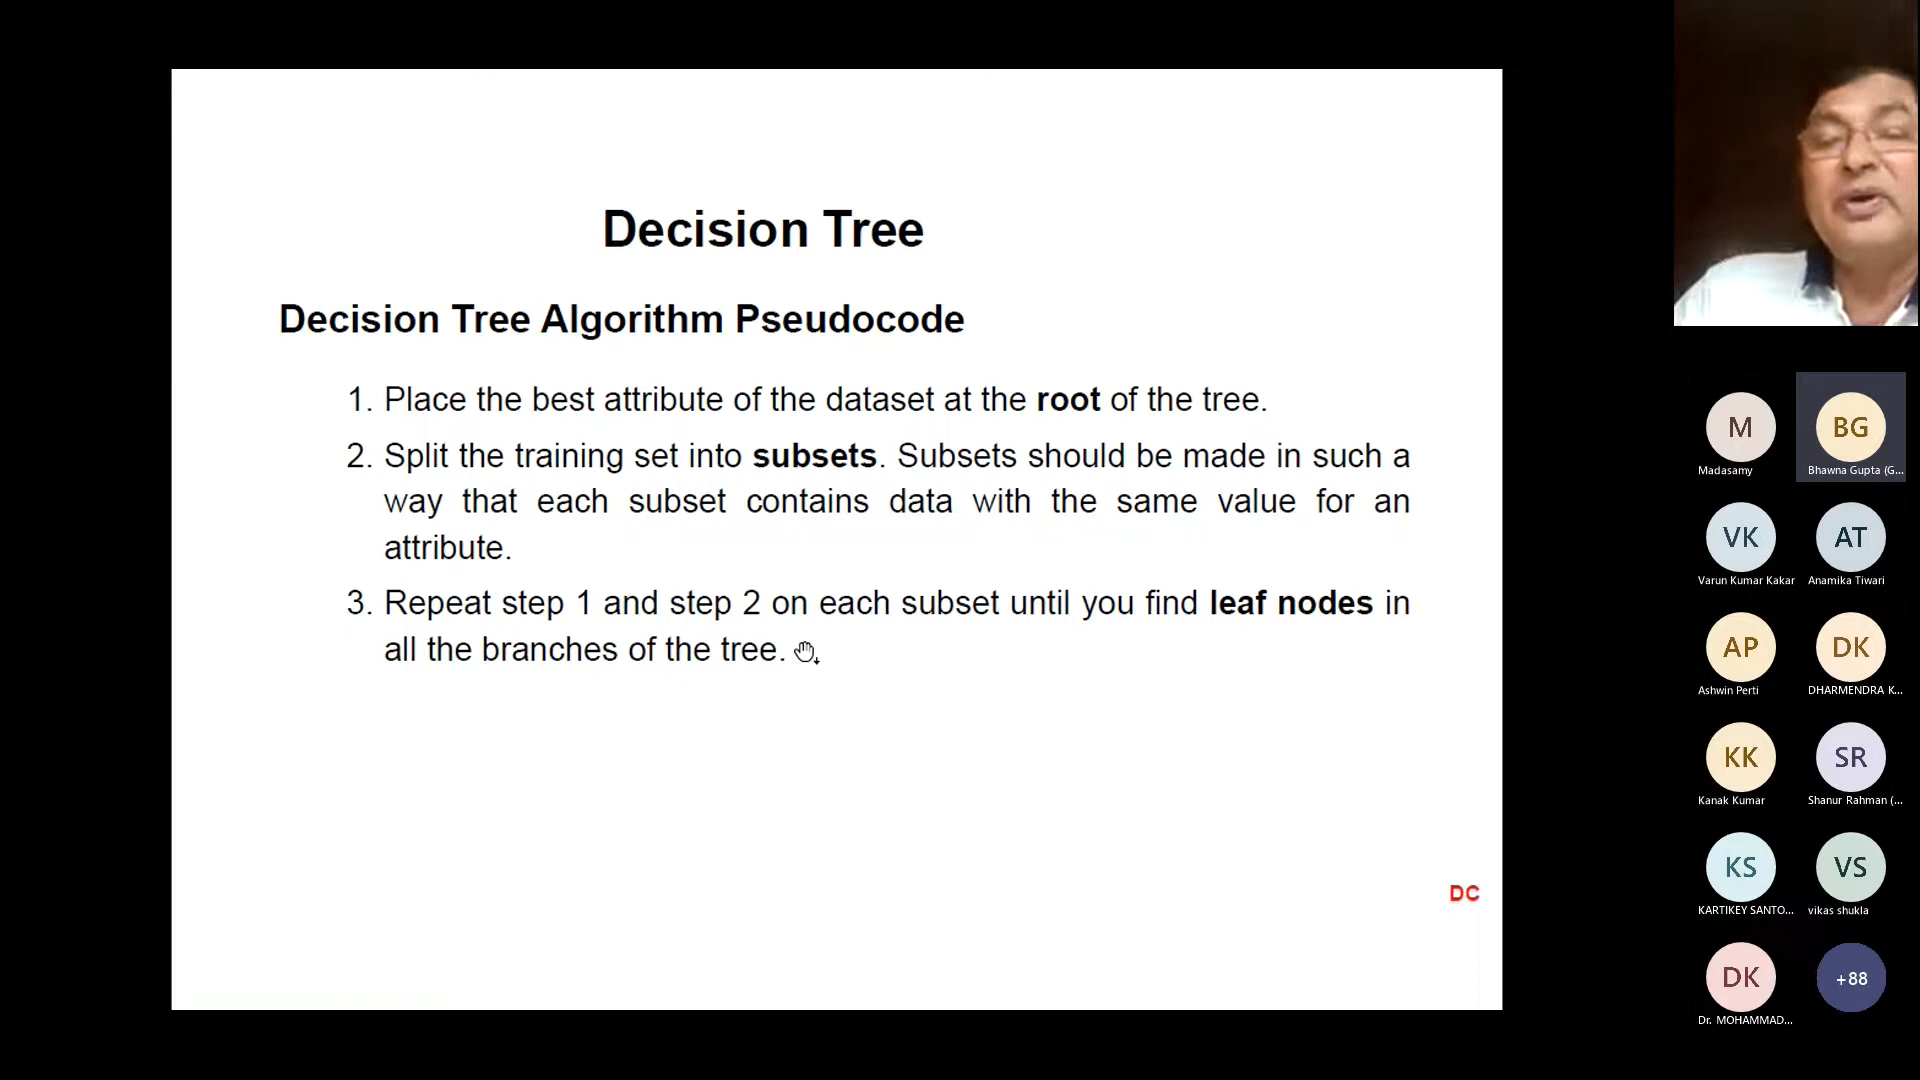 Decision Tree
Decision Tree Algorithm Pseudocode
1. Place the best attribute of the dataset at the root of the tree.
2. Split the training set into subsets. Subsets should be made in such a
way that each subset contains data with the same value for an
attribute.
3. Repeat step 1 and step 2 on each subset until you find leaf nodes in
all the branches of the tree.
DC
M
Madasamy
BG
Bhawna Gupta (G...
VK
Varun Kumar Kakar
AT
Anamika Tiwari
AP
Ashwin Perti
DK
DHARMENDRA K...
KK
Kanak Kumar
SR
Shanur Rahman (...
KS
KARTIKEY SANTO...
VS
vikas shukla
DK
Dr. MOHAMMAD...
+88